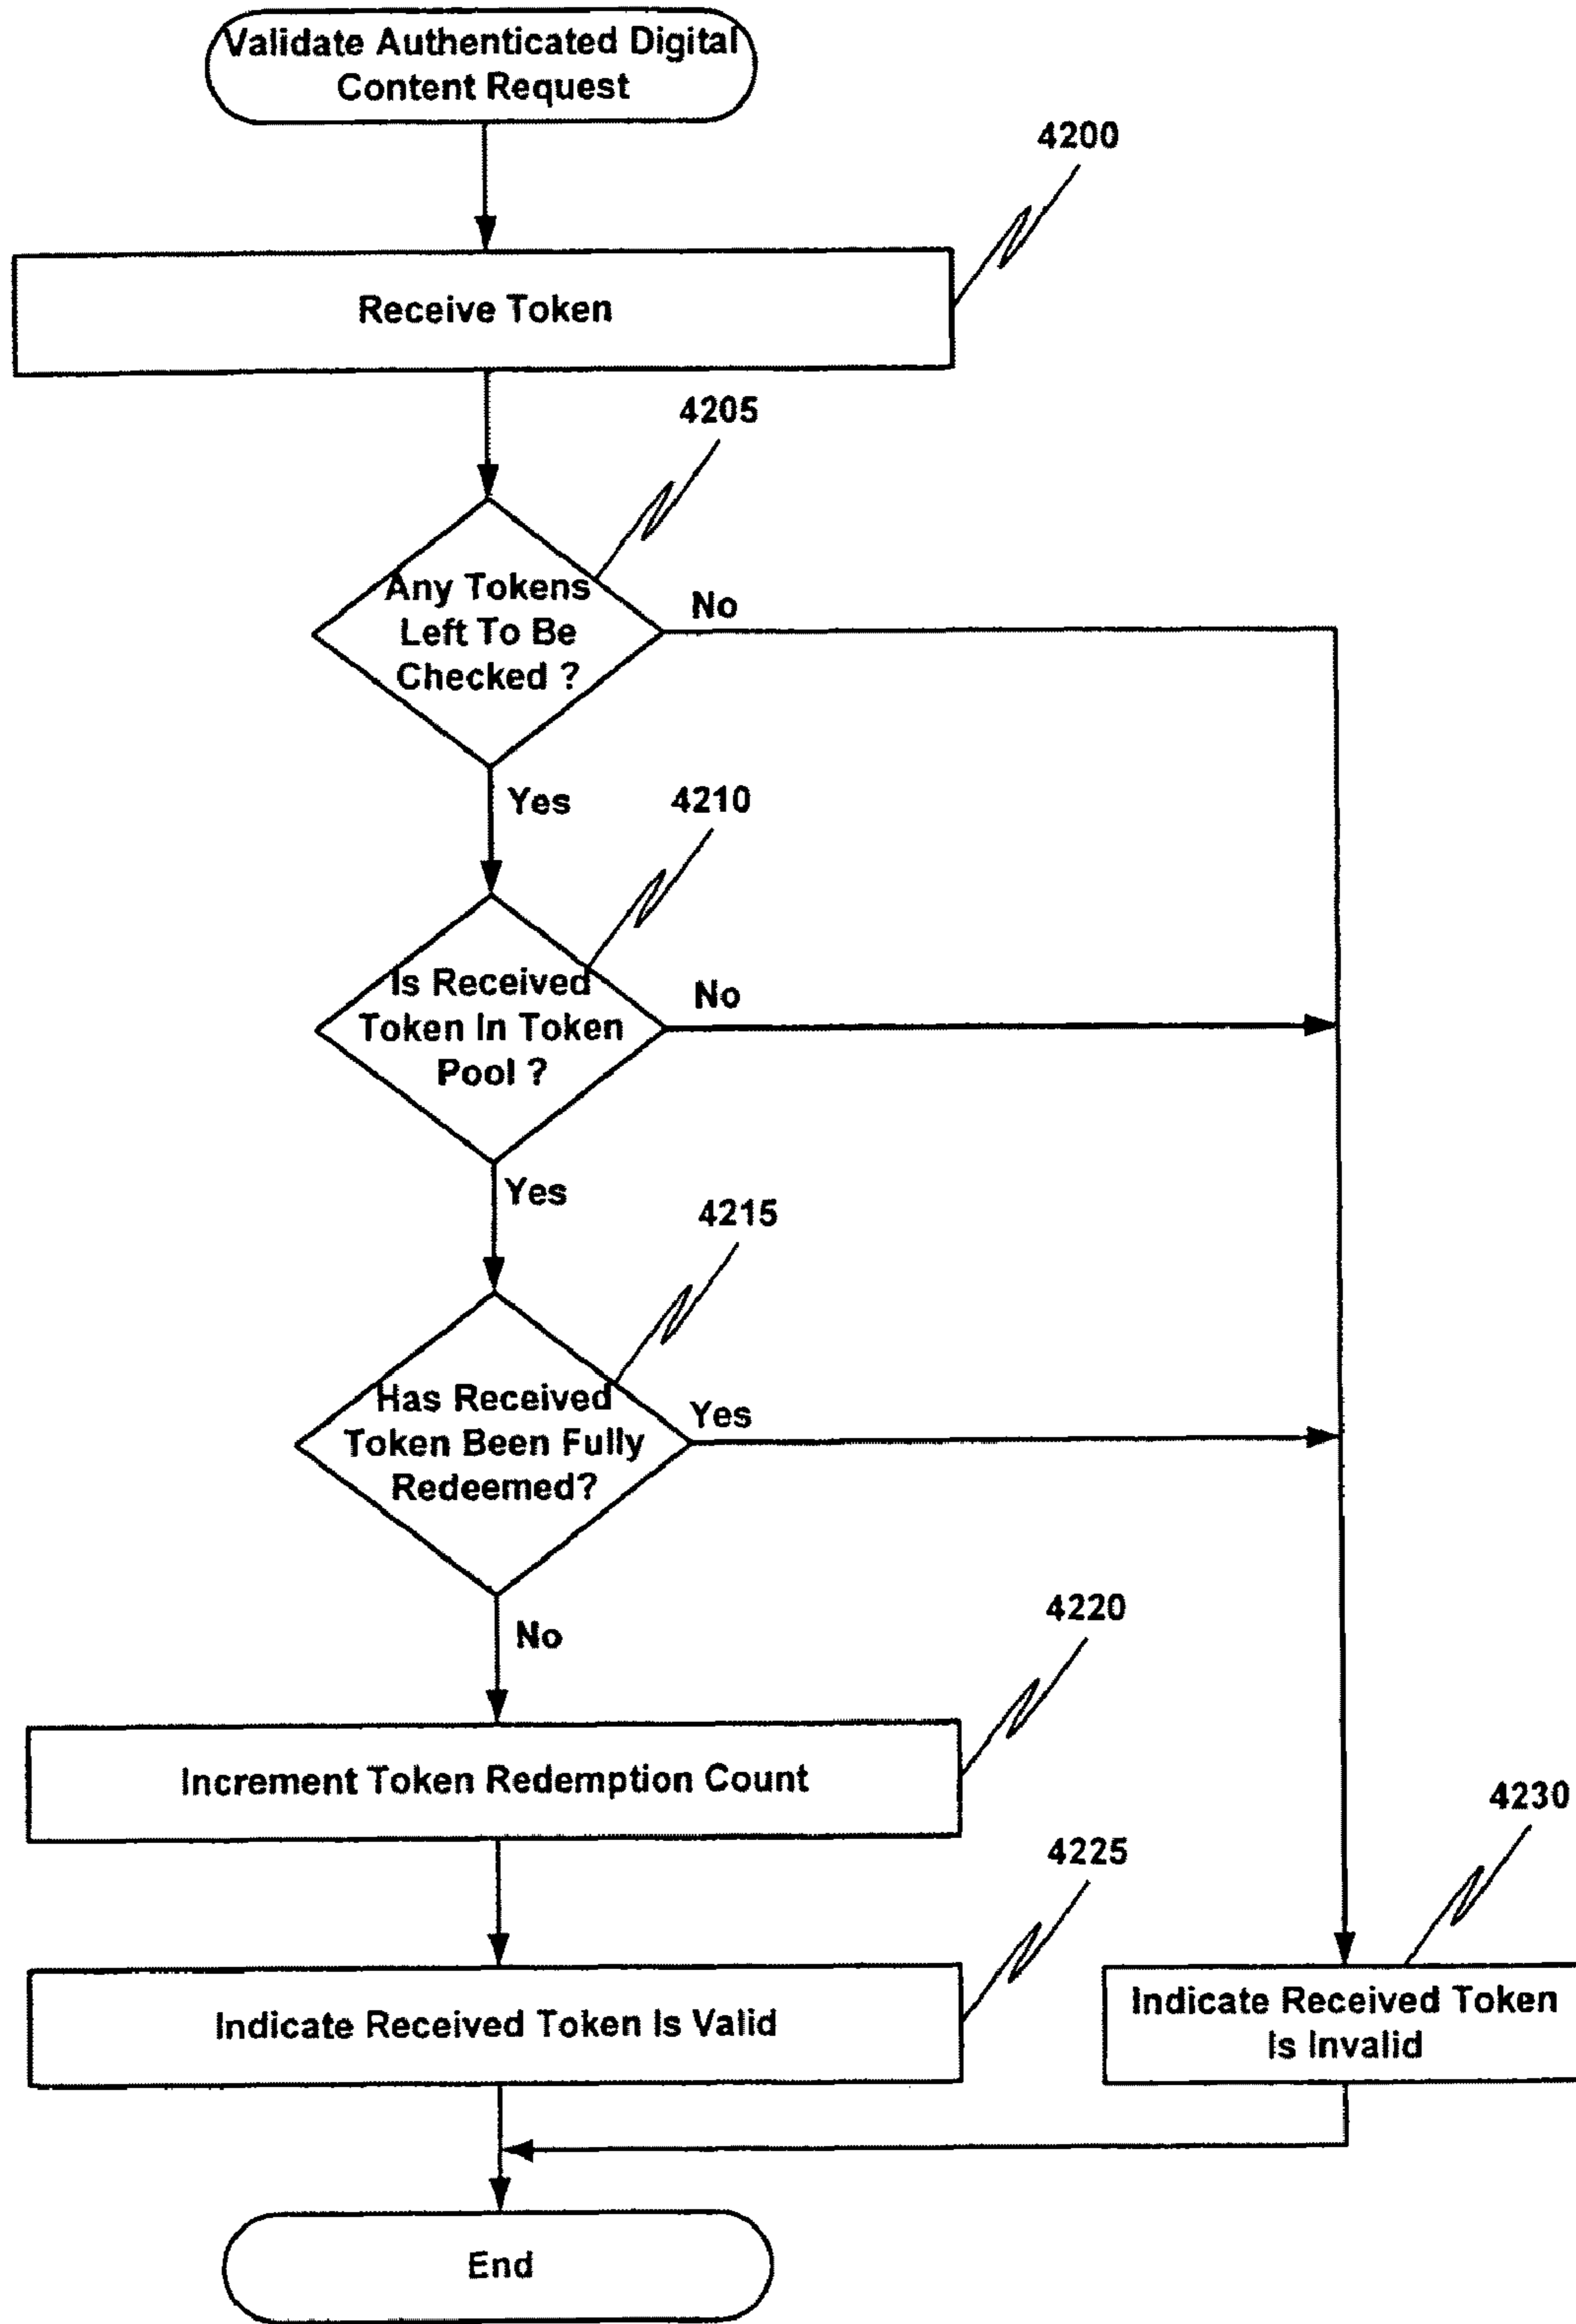 Validate Authenticated Digital
Content Request
4200
Receive Token
4205
Any Tokens
Left To Be
Checked ?
No
Yes
4210
Is Received
Token In Token
Pool ?
No
Yes
4215
Has Received
Token Been Fully
Redeemed?
Yes
No
4220
Increment Token Redemption Count
4225
Indicate Received Token Is Valid
4230
Indicate Received Token
Is Invalid
End